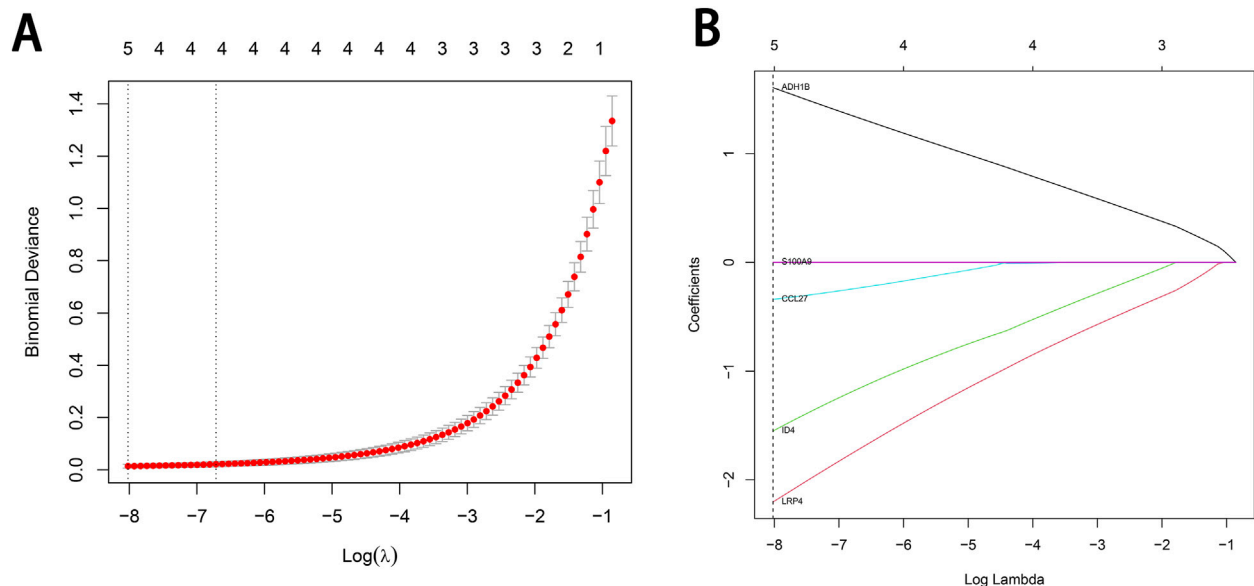 A
5 4 4 4 4 4 4 4 4 4 3 3 3 3 2 1
Binomial Deviance
1.4
1.2
1.0
0.8
0.6
0.4
0.2
0.0
−8 −7 −6 −5 −4 −3 −2 −1
Log(λ)
B
5 4 4 3
Coefficients
1
0
−1
−2
ADH1B
S100A9
CCL27
ID4
LRP4
−8 −7 −6 −5 −4 −3 −2 −1
Log Lambda